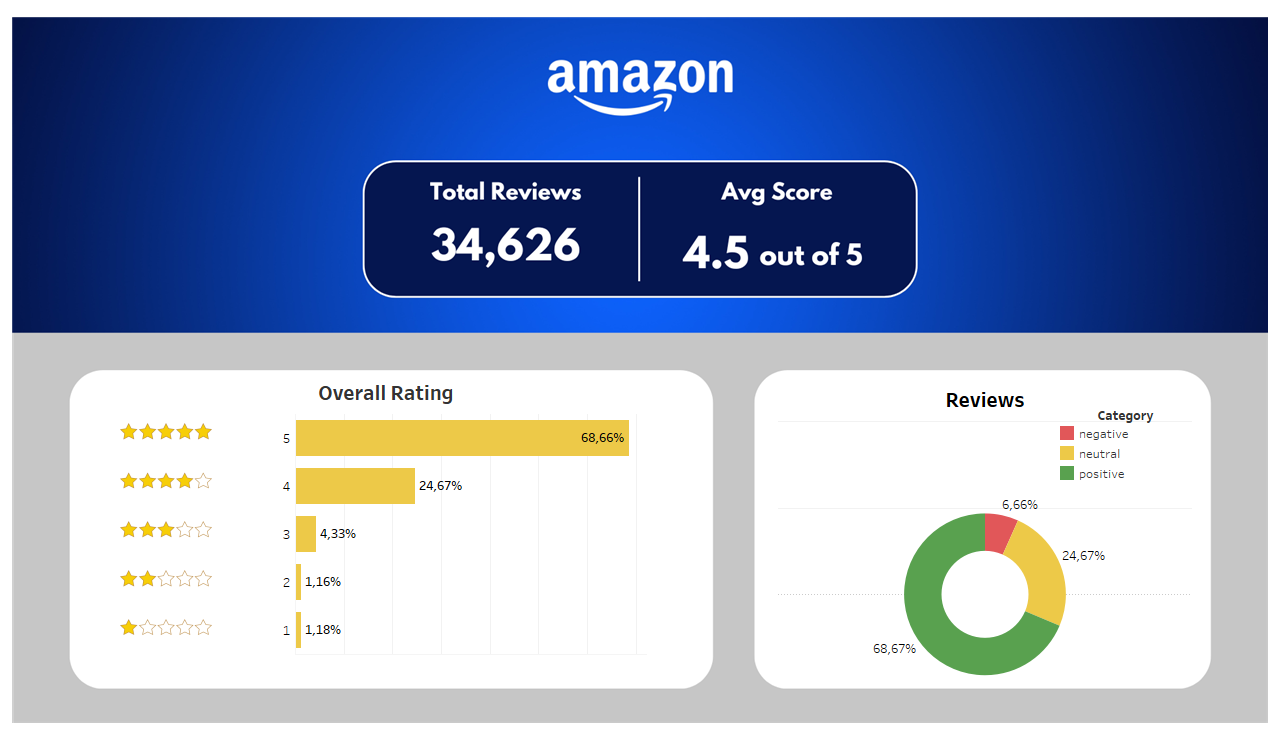 amazon
Total Reviews
34,626
Avg Score
4.5 out of 5
Overall Rating
5 68,66%
4 24,67%
3 4,33%
2 1,16%
1 1,18%
Reviews
Category
negative
neutral
positive
6,66%
24,67%
68,67%